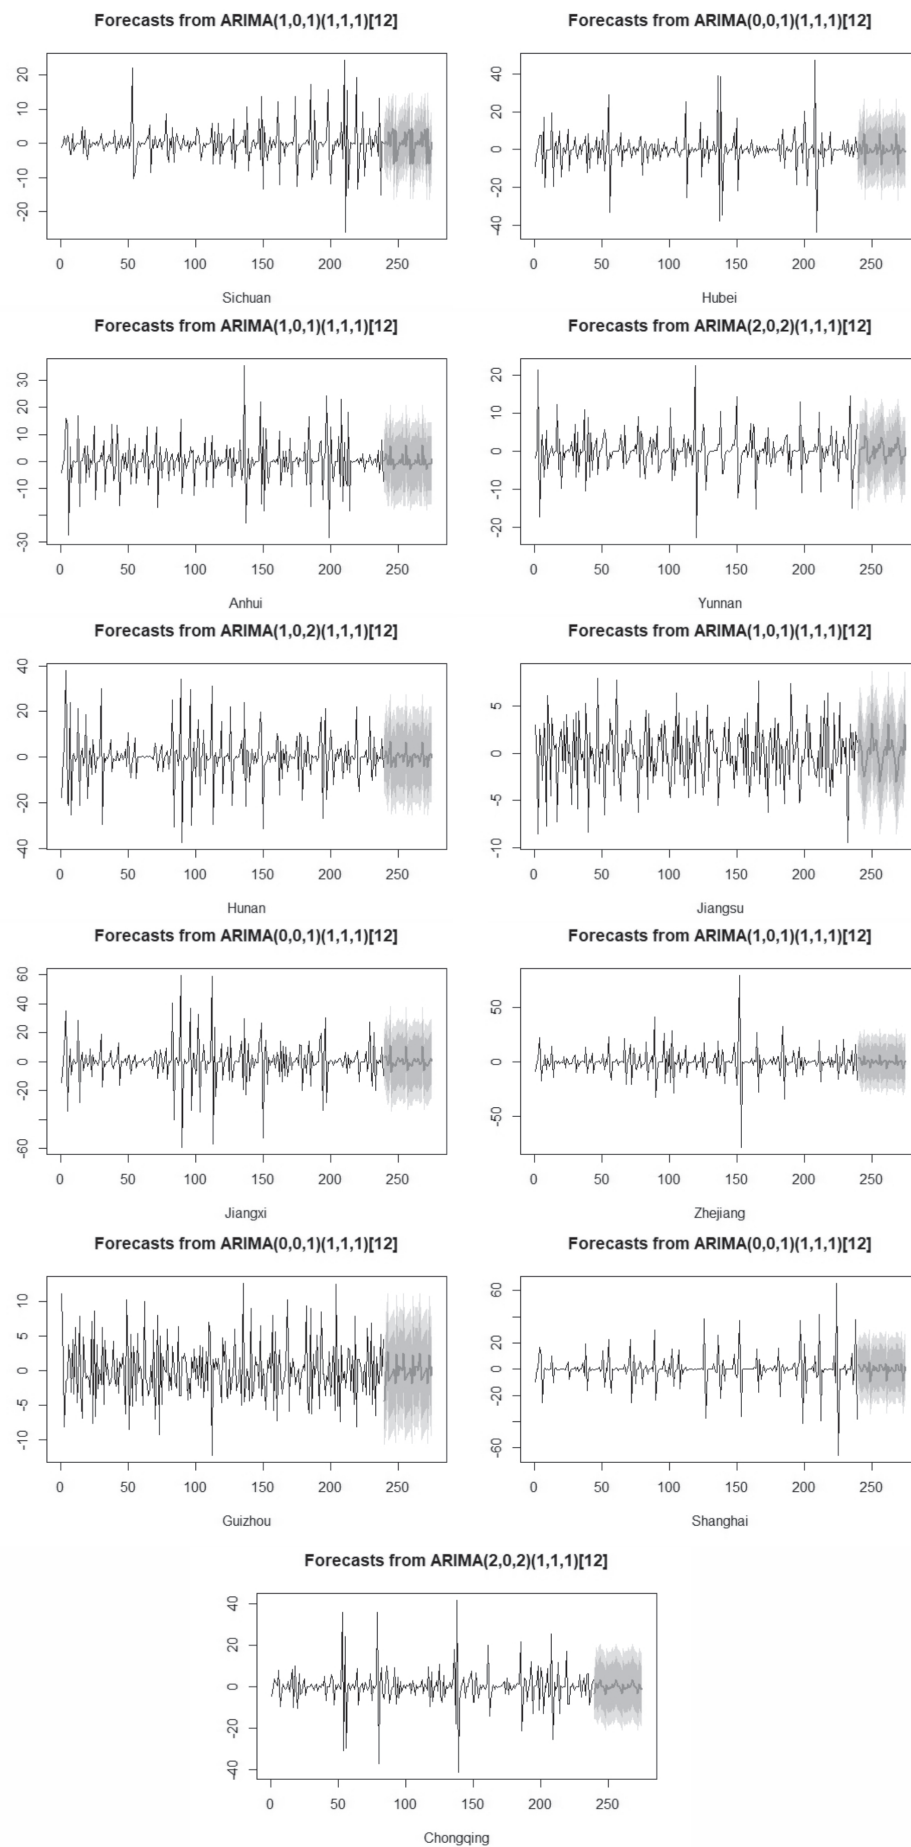 Forecasts from ARIMA(1,0,1)(1,1,1)[12]
20
10
0
-10
-20
0 50 100 150 200 250
Sichuan
Forecasts from ARIMA(0,0,1)(1,1,1)[12]
40
20
0
-20
-40
0 50 100 150 200 250
Hubei
Forecasts from ARIMA(1,0,1)(1,1,1)[12]
30
20
10
0
-10
-30
0 50 100 150 200 250
Anhui
Forecasts from ARIMA(2,0,2)(1,1,1)[12]
20
10
0
-10
-20
0 50 100 150 200 250
Yunnan
Forecasts from ARIMA(1,0,2)(1,1,1)[12]
40
20
0
-20
-40
0 50 100 150 200 250
Hunan
Forecasts from ARIMA(1,0,1)(1,1,1)[12]
5
0
-5
-10
0 50 100 150 200 250
Jiangsu
Forecasts from ARIMA(0,0,1)(1,1,1)[12]
60
40
20
0
-20
-60
0 50 100 150 200 250
Jiangxi
Forecasts from ARIMA(1,0,1)(1,1,1)[12]
50
0
-50
0 50 100 150 200 250
Zhejiang
Forecasts from ARIMA(0,0,1)(1,1,1)[12]
10
5
0
-5
-10
0 50 100 150 200 250
Guizhou
Forecasts from ARIMA(0,0,1)(1,1,1)[12]
60
20
0
-20
-60
0 50 100 150 200 250
Shanghai
Forecasts from ARIMA(2,0,2)(1,1,1)[12]
40
20
0
-20
-40
0 50 100 150 200 250
Chongqing